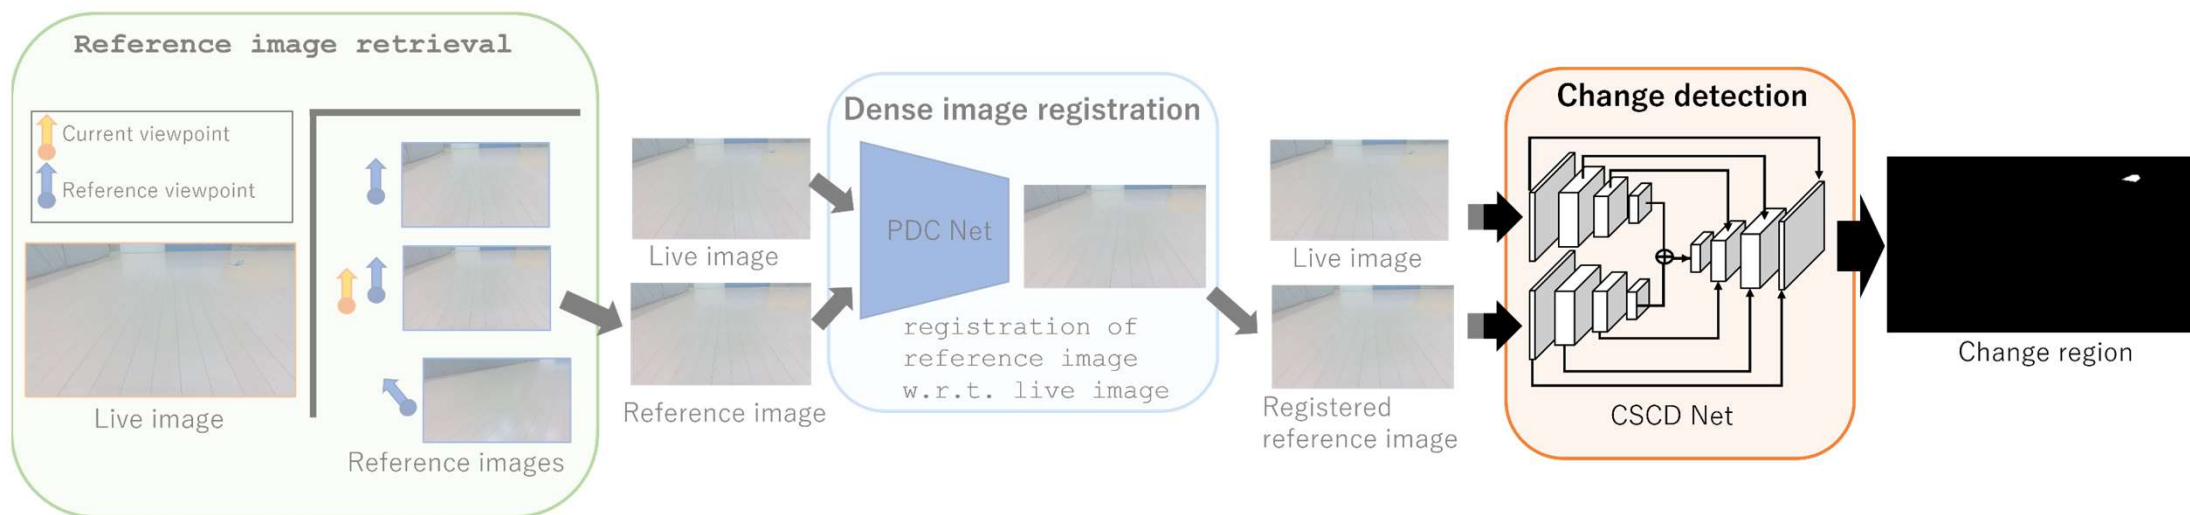 Reference image retrieval
Current viewpoint
Reference viewpoint
Live image
Reference images
Live image
Reference image
Dense image registration
PDC Net
registration of
reference image
w.r.t. live image
Live image
Registered
reference image
Change detection
CSCD Net
Change region